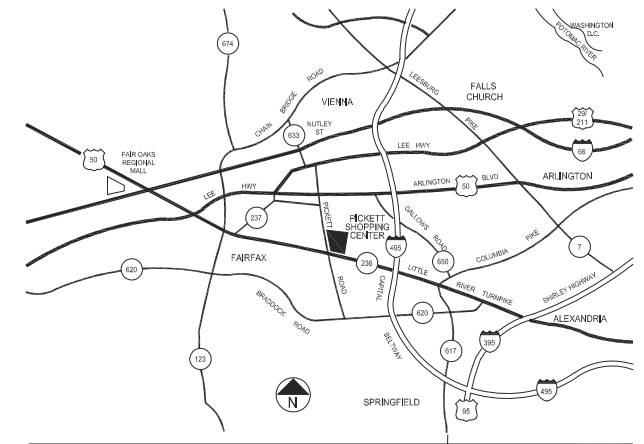 WASHINGTON
D.C.
POTOMAC RIVER
674
CHAIN BRIDGE ROAD
VIENNA
LEESBURG PIKE
FALLS
CHURCH
29/
211
633
NUTLEY
ST
LEE HWY
66
50
FAIR OAKS
REGIONAL
MALL
LEE HWY
ARLINGTON 50 BLVD
ARLINGTON
237
PICKETT ROAD
PICKETT
SHOPPING
CENTER
GALLOWS ROAD
495
650
COLUMBIA PIKE
7
FAIRFAX
236
LITTLE RIVER TURNPIKE
SHIRLEY HIGHWAY
620
BRADDOCK ROAD
CAPITAL BELTWAY
620
ALEXANDRIA
123
617
395
N
SPRINGFIELD
95
495